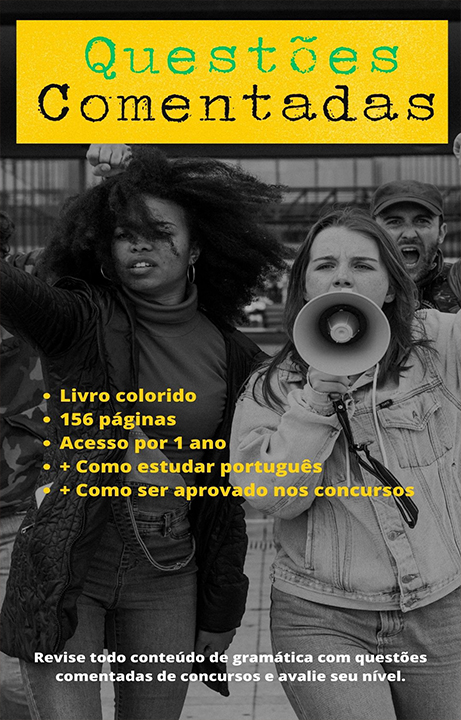 Questões
Comentadas
• Livro colorido
• 156 páginas
• Acesso por 1 ano
• + Como estudar português
• + Como ser aprovado nos concursos
Revise todo conteúdo de gramática com questões
comentadas de concursos e avalie seu nível.